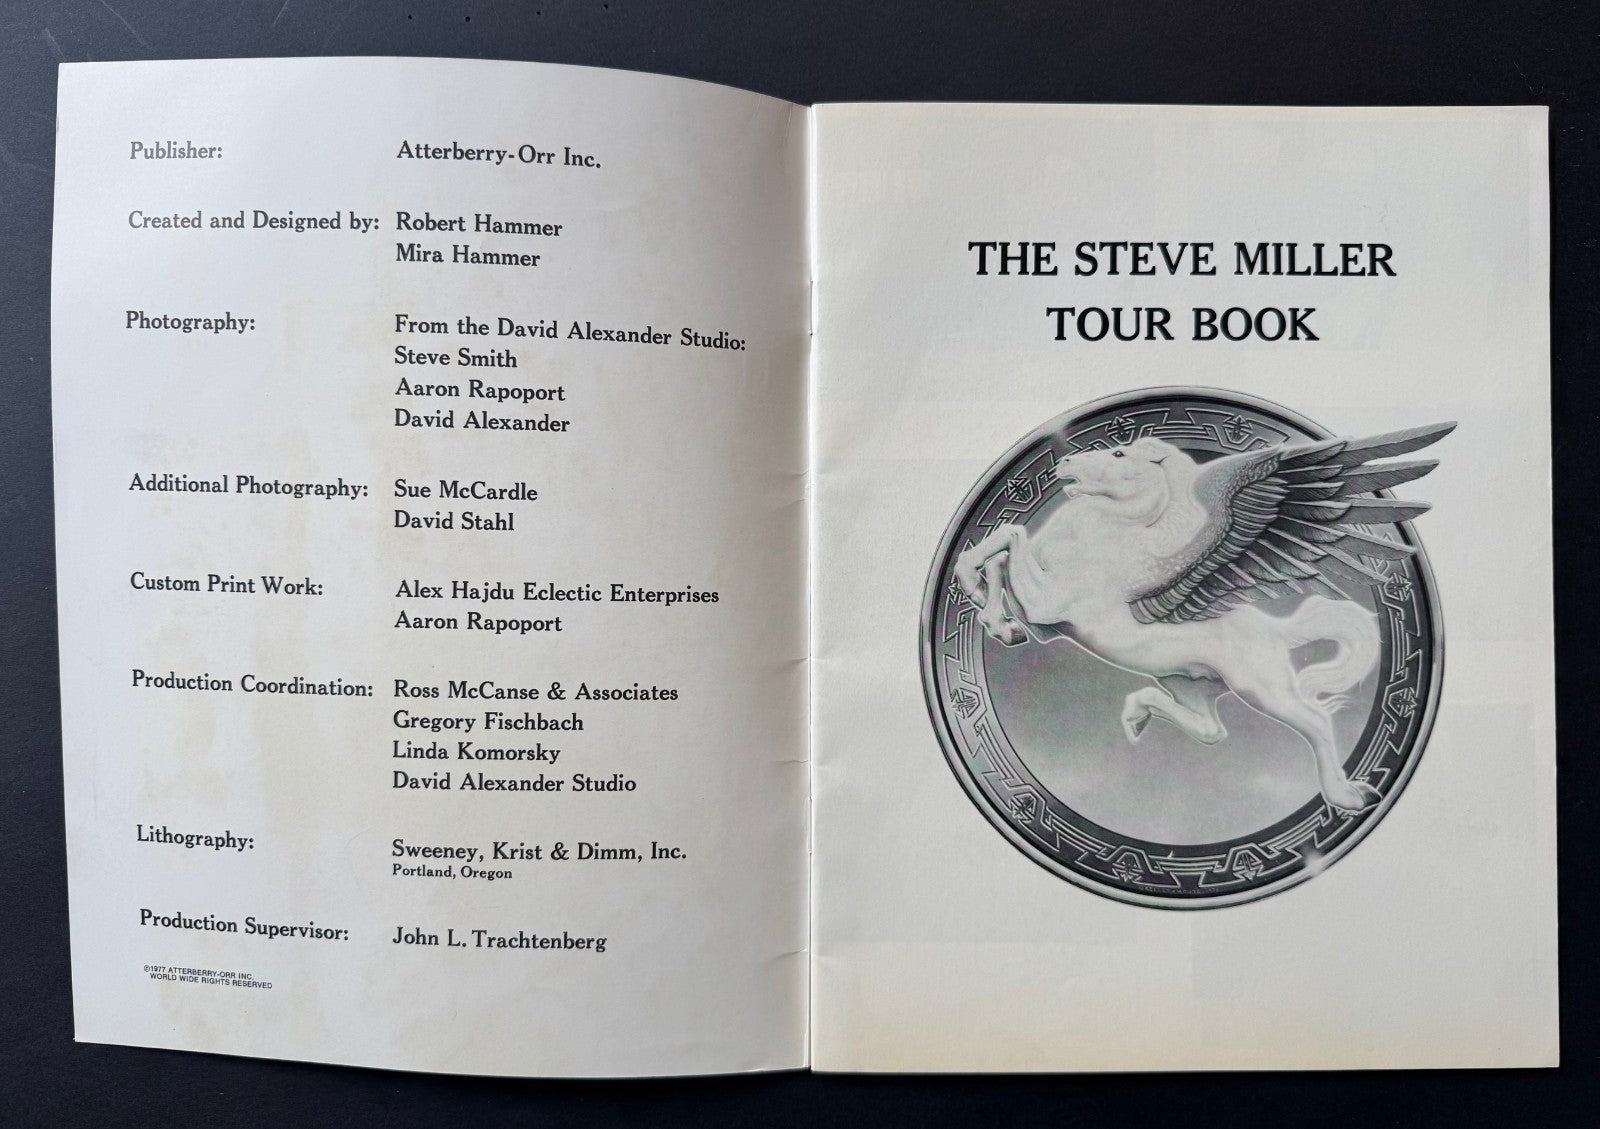 Publisher: Atterberry-Orr Inc.
Created and Designed by: Robert Hammer
Mira Hammer
Photography: From the David Alexander Studio:
Steve Smith
Aaron Rapoport
David Alexander
Additional Photography: Sue McCardle
David Stahl
Custom Print Work: Alex Hajdu Eclectic Enterprises
Aaron Rapoport
Production Coordination: Ross McCanse & Associates
Gregory Fischbach
Linda Komorsky
David Alexander Studio
Lithography: Sweeney, Krist & Dimm, Inc.
Portland, Oregon
Production Supervisor: John L. Trachtenberg
©1977 ATTERBERRY-ORR INC.
WORLD WIDE RIGHTS RESERVED
THE STEVE MILLER
TOUR BOOK